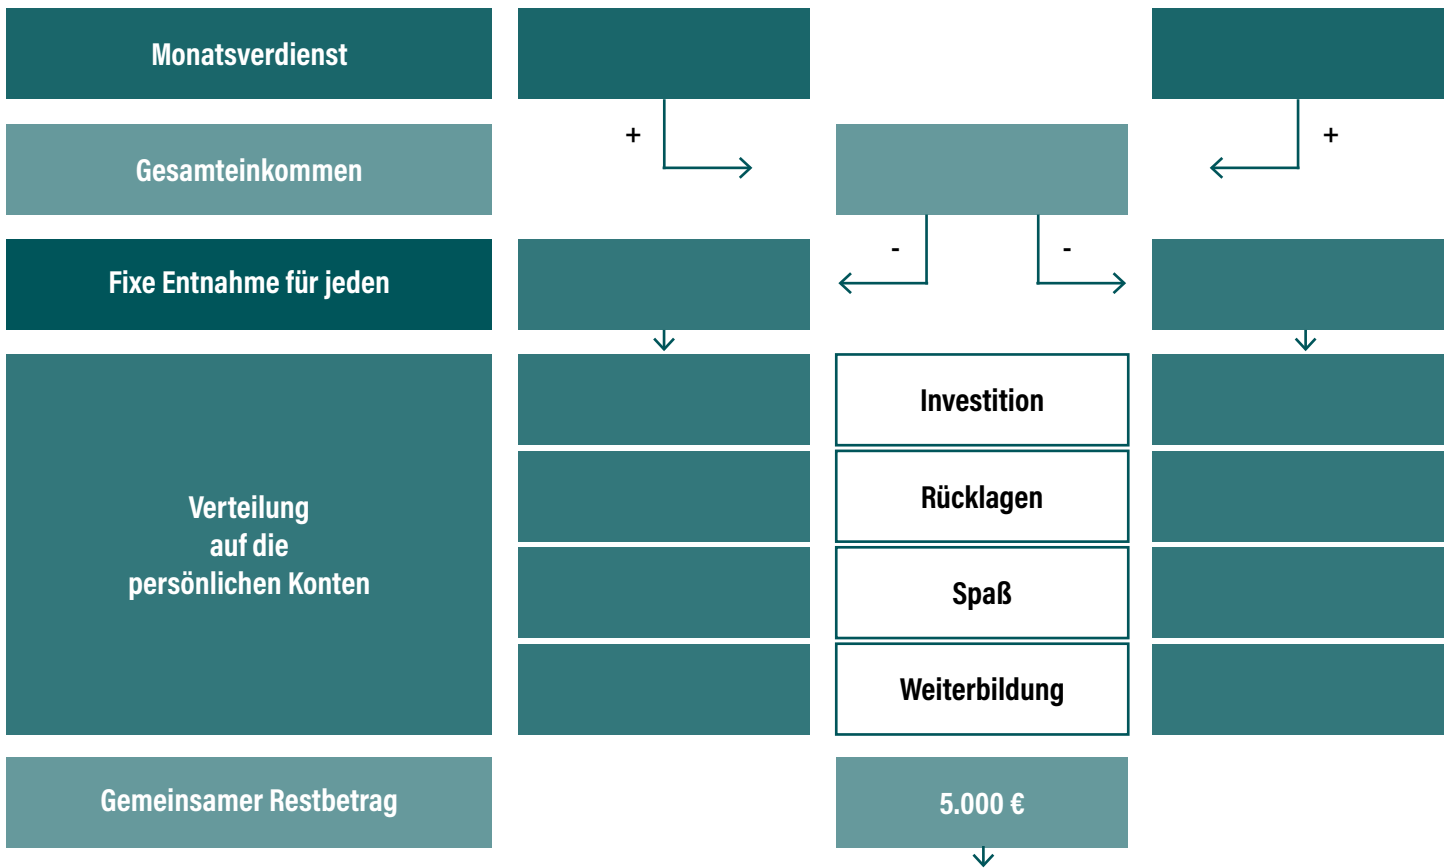 Monatsverdienst
+
+
Gesamteinkommen
-
-
Fixe Entnahme für jeden
Investition
Rücklagen
Verteilung
auf die
persönlichen Konten
Spaß
Weiterbildung
Gemeinsamer Restbetrag
5.000 €